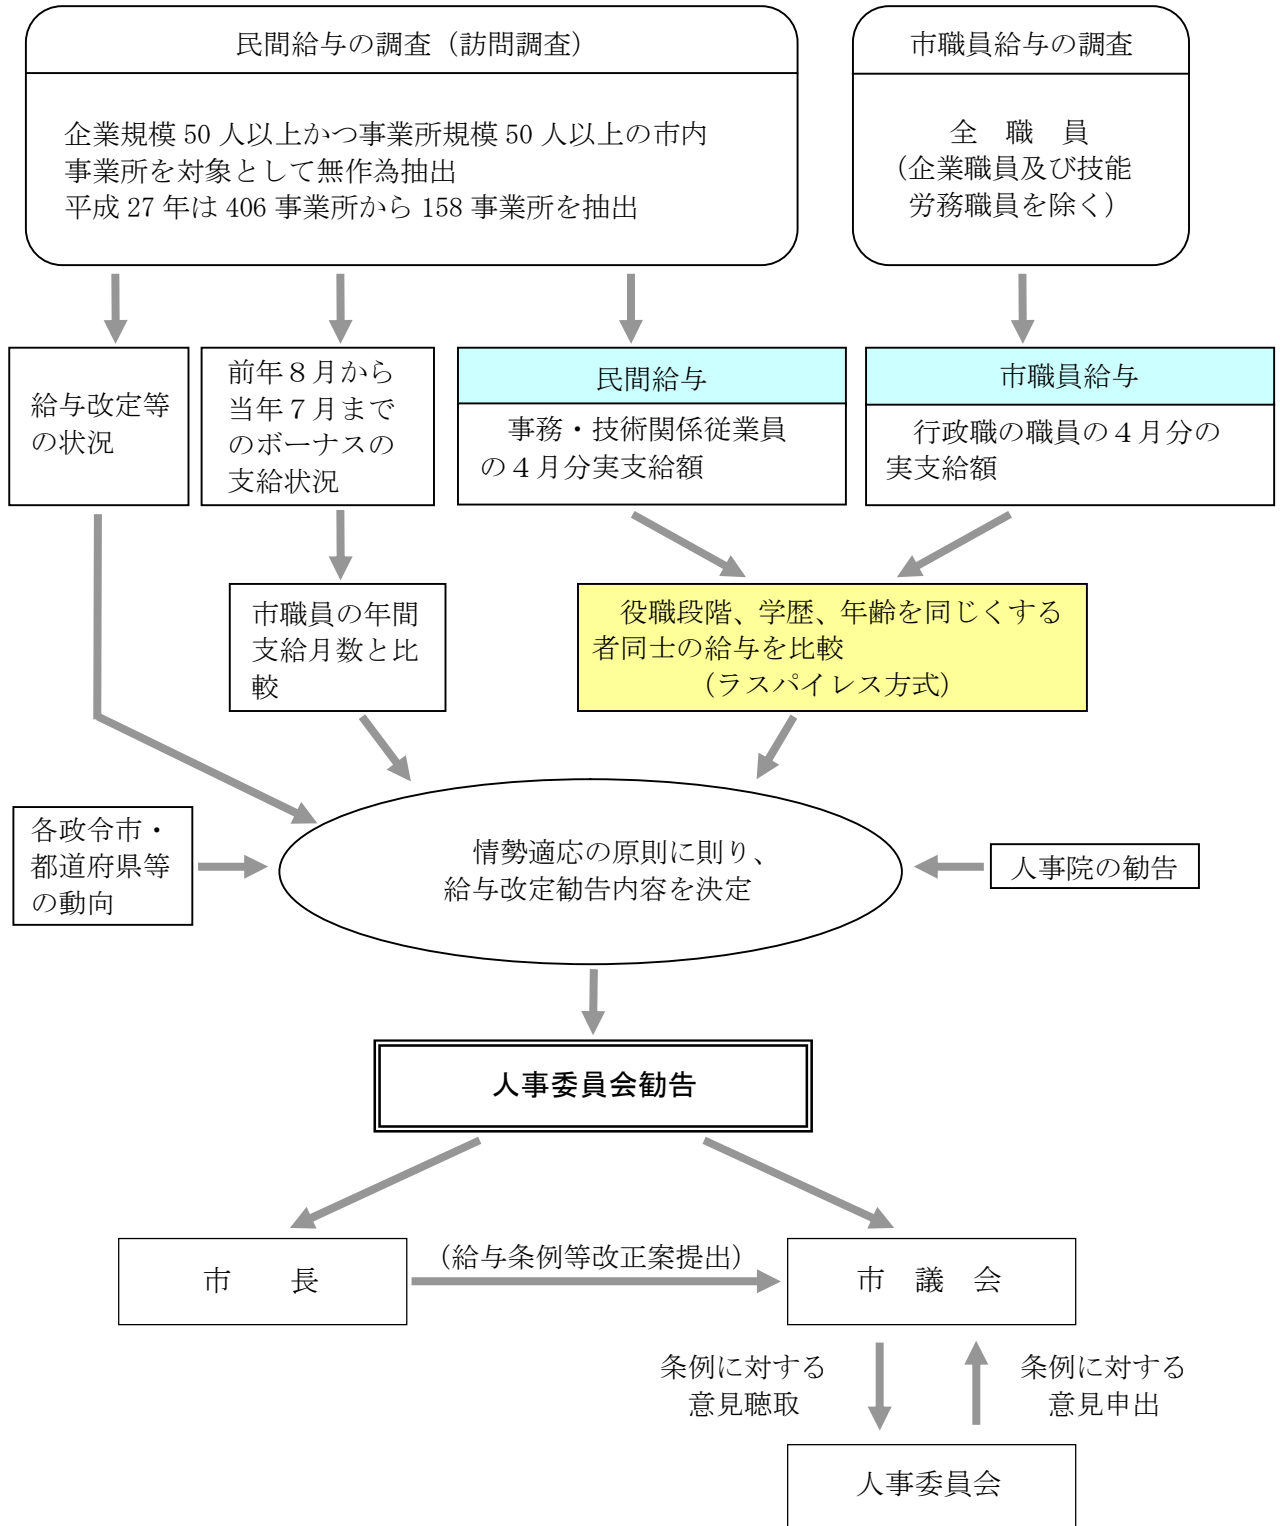 民間給与の調査（訪問調査）
企業規模 50 人以上かつ事業所規模 50 人以上の市内
事業所を対象として無作為抽出
平成 27 年は 406 事業所から 158 事業所を抽出
市職員給与の調査
全　職　員
（企業職員及び技能
労務職員を除く）
給与改定等
の状況
前年８月から
当年７月まで
のボーナスの
支給状況
民間給与
事務・技術関係従業員
の４月分実支給額
市職員給与
行政職の職員の４月分の
実支給額
市職員の年間
支給月数と比
較
役職段階、学歴、年齢を同じくする
者同士の給与を比較
（ラスパイレス方式）
各政令市・
都道府県等
の動向
情勢適応の原則に則り、
給与改定勧告内容を決定
人事院の勧告
人事委員会勧告
市　　長
（給与条例等改正案提出）
市　議　会
条例に対する
意見聴取
条例に対する
意見申出
人事委員会